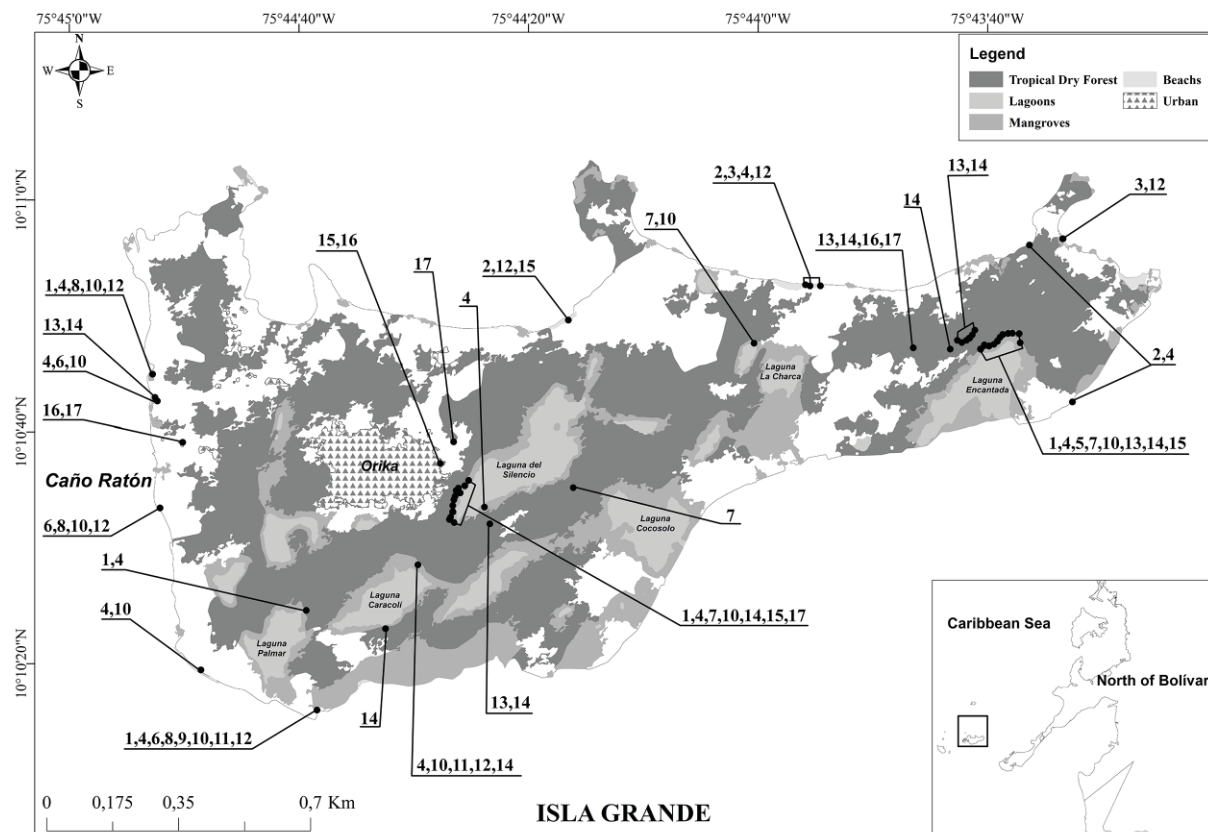 75°45'0"W 75°44'40"W 75°44'20"W 75°44'0"W 75°43'40"W
N
W E
S
Legend
Tropical Dry Forest
Beachs
Lagoons
Urban
Mangroves
10°11'0"N
10°10'40"N
10°10'20"N
13,14
2,3,4,12
14
3,12
7,10
15,16
13,14,16,17
17
2,12,15
4
1,4,8,10,12
13,14
4,6,10
2,4
Laguna
La Charca
Laguna
Encantada
16,17
1,4,5,7,10,13,14,15
Orika
Laguna del
Silencio
Caño Ratón
7
Laguna
Cocosolo
6,8,10,12
1,4
Laguna
Caracolí
1,4,7,10,14,15,17
4,10
Laguna
Palmar
13,14
14
1,4,6,8,9,10,11,12
4,10,11,12,14
Caribbean Sea
North of Bolívar
0 0,175 0,35 0,7 Km
ISLA GRANDE